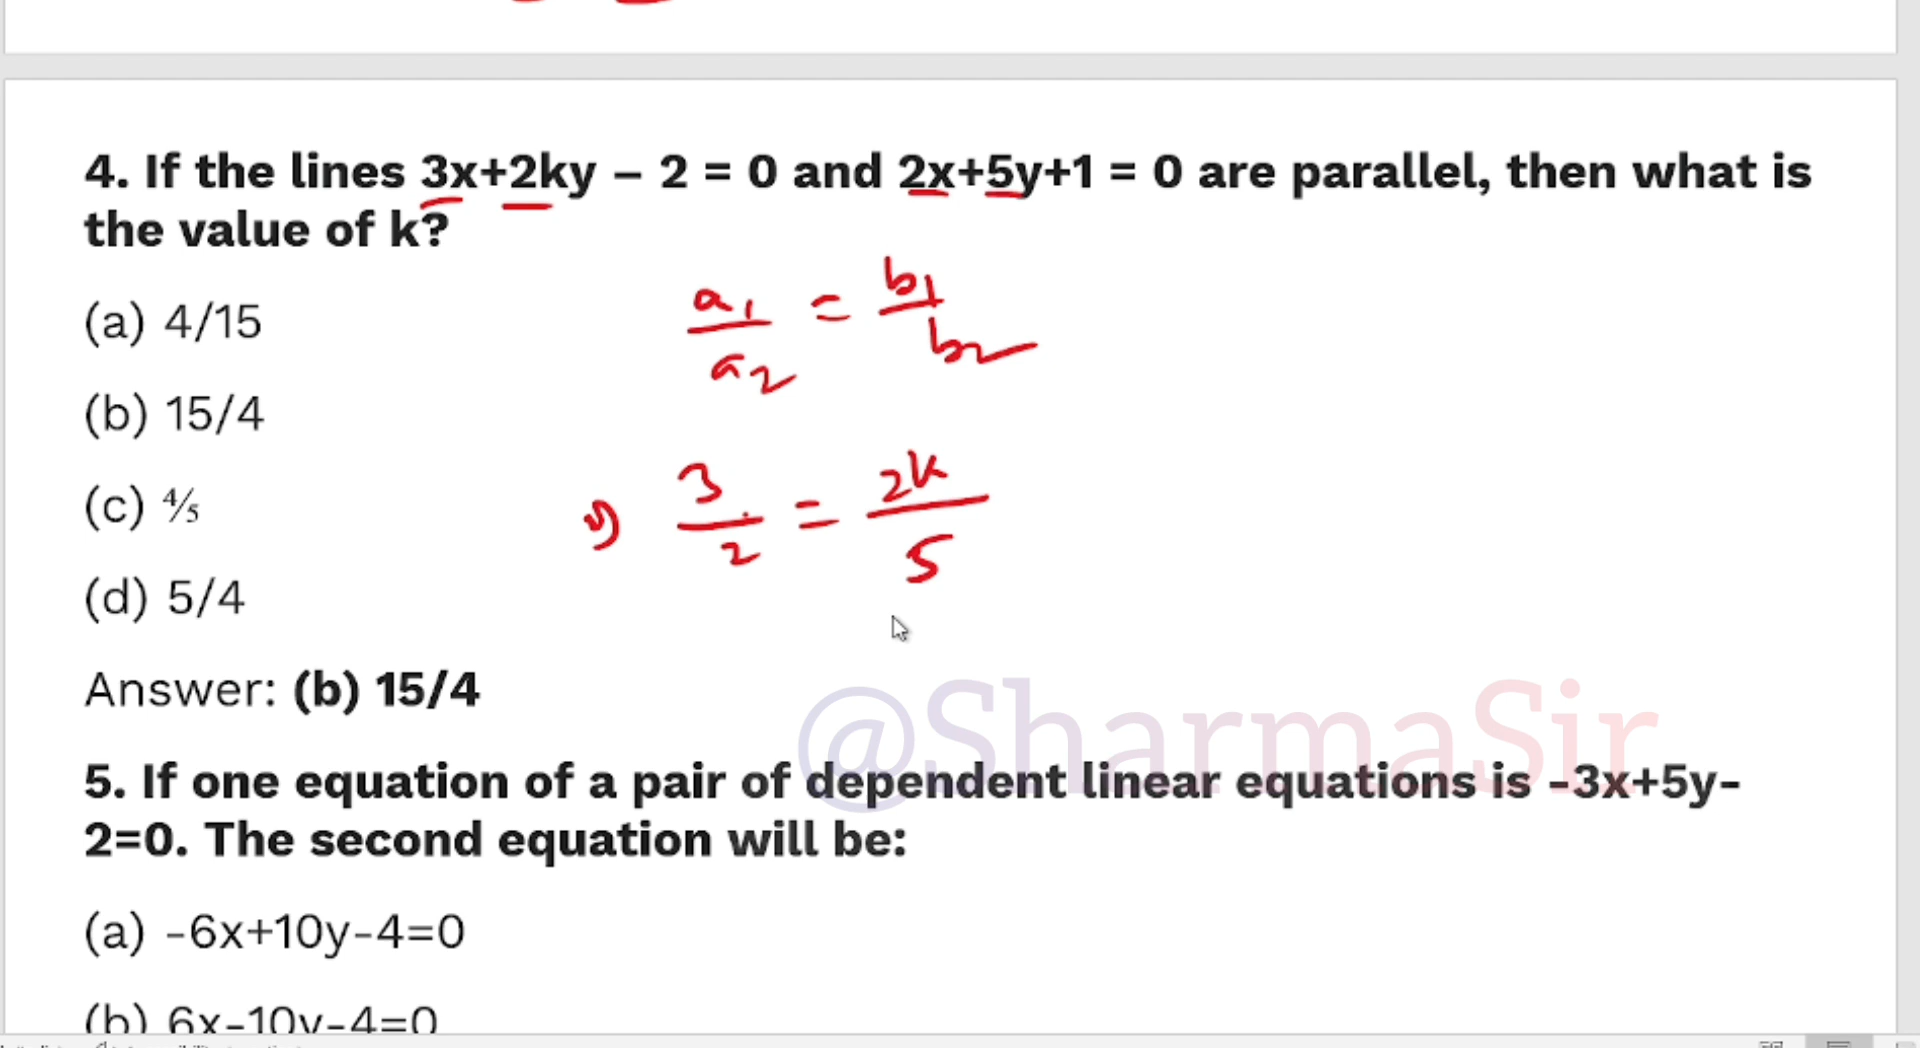 4. If the lines 3x+2ky – 2 = 0 and 2x+5y+1 = 0 are parallel, then what is
the value of k?
(a) 4/15
(b) 15/4
(c) ⅘
(d) 5/4
a1/a2 = b1/b2
3/2 = 2k/5
Answer: (b) 15/4
@SharmaSir
5. If one equation of a pair of dependent linear equations is -3x+5y-
2=0. The second equation will be:
(a) -6x+10y-4=0
(b) 6x-10y-4=0